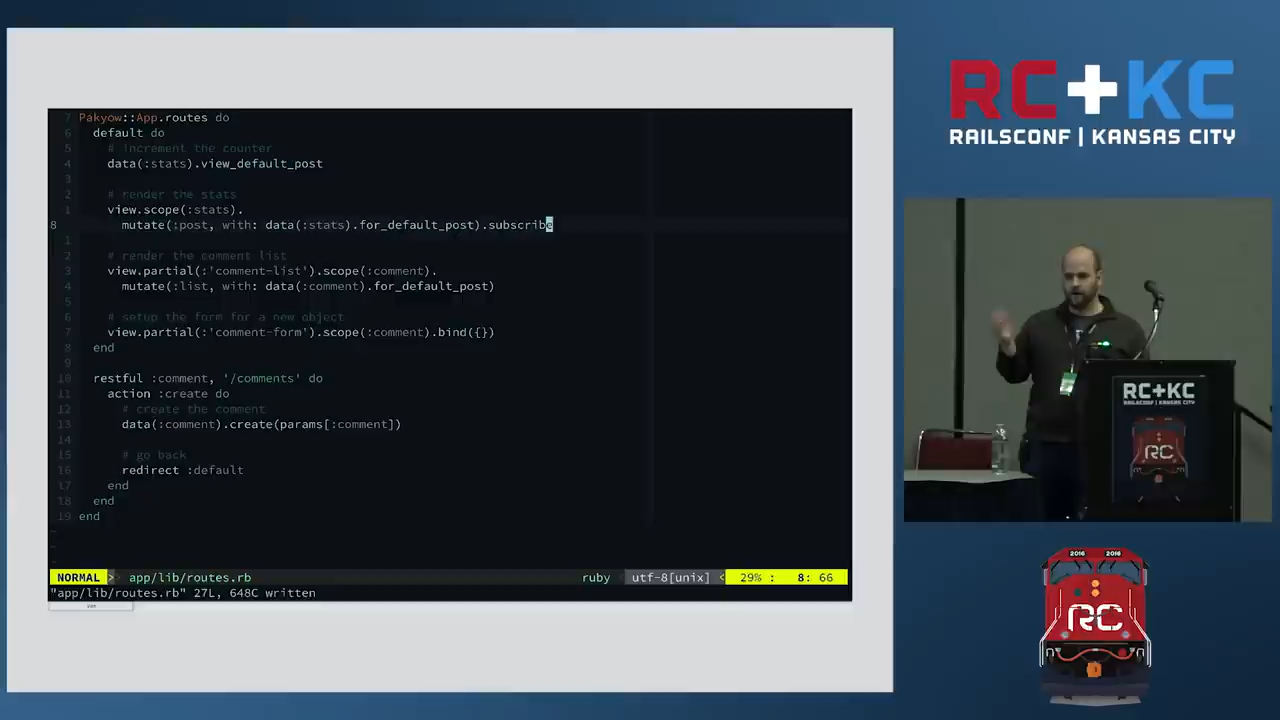 7 Pakyow::App.routes do
6 default do
5 # increment the counter
4 data(:stats).view_default_post
3
2 # render the stats
1 view.scope(:stats).
8 mutate(:post, with: data(:stats).for_default_post).subscribe
1
2 # render the comment list
3 view.partial(:'comment-list').scope(:comment).
4 mutate(:list, with: data(:comment).for_default_post)
5
6 # setup the form for a new object
7 view.partial(:'comment-form').scope(:comment).bind({})
8 end
9
10 restful :comment, '/comments' do
11 action :create do
12 # create the comment
13 data(:comment).create(params[:comment])
14
15 # go back
16 redirect :default
17 end
18 end
19 end
~
~
NORMAL > app/lib/routes.rb ruby < utf-8[unix] < 29% : 8: 66
"app/lib/routes.rb" 27L, 648C written
vim
RC+KC
RAILSCONF | KANSAS CITY
RC+KC
RAILSCONF | KANSAS CITY
RC
2016 2016
RC